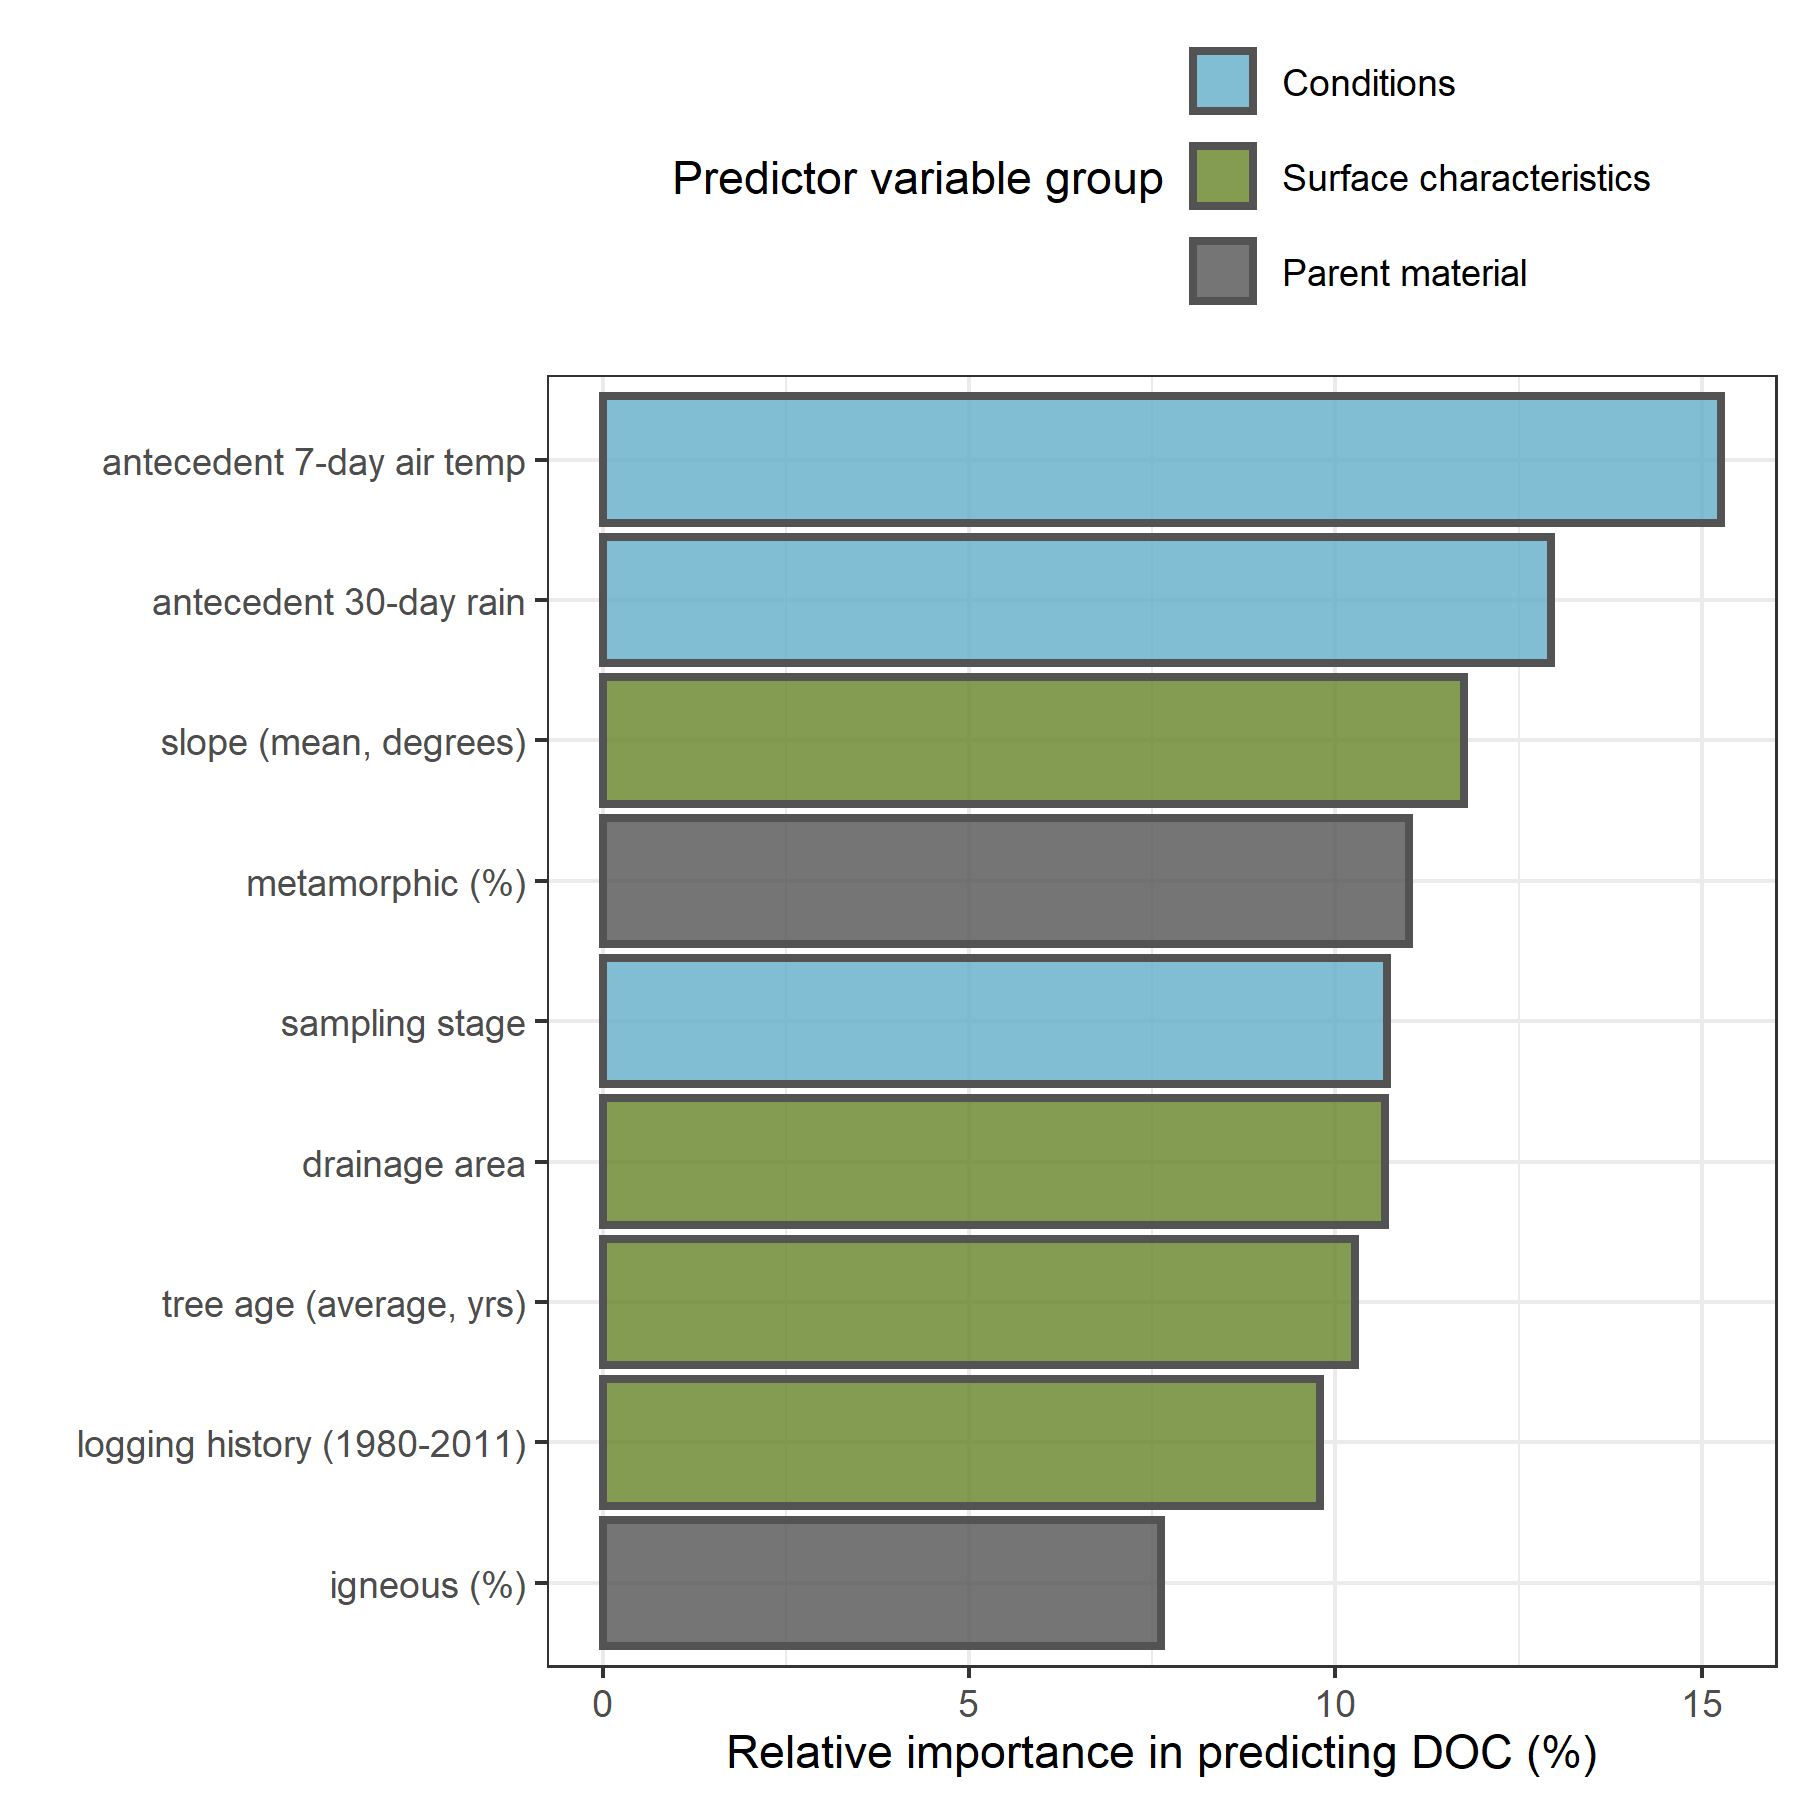 Predictor variable group
Conditions
Surface characteristics
Parent material
antecedent 7-day air temp
antecedent 30-day rain
slope (mean, degrees)
metamorphic (%)
sampling stage
drainage area
tree age (average, yrs)
logging history (1980-2011)
igneous (%)
0 5 10 15
Relative importance in predicting DOC (%)